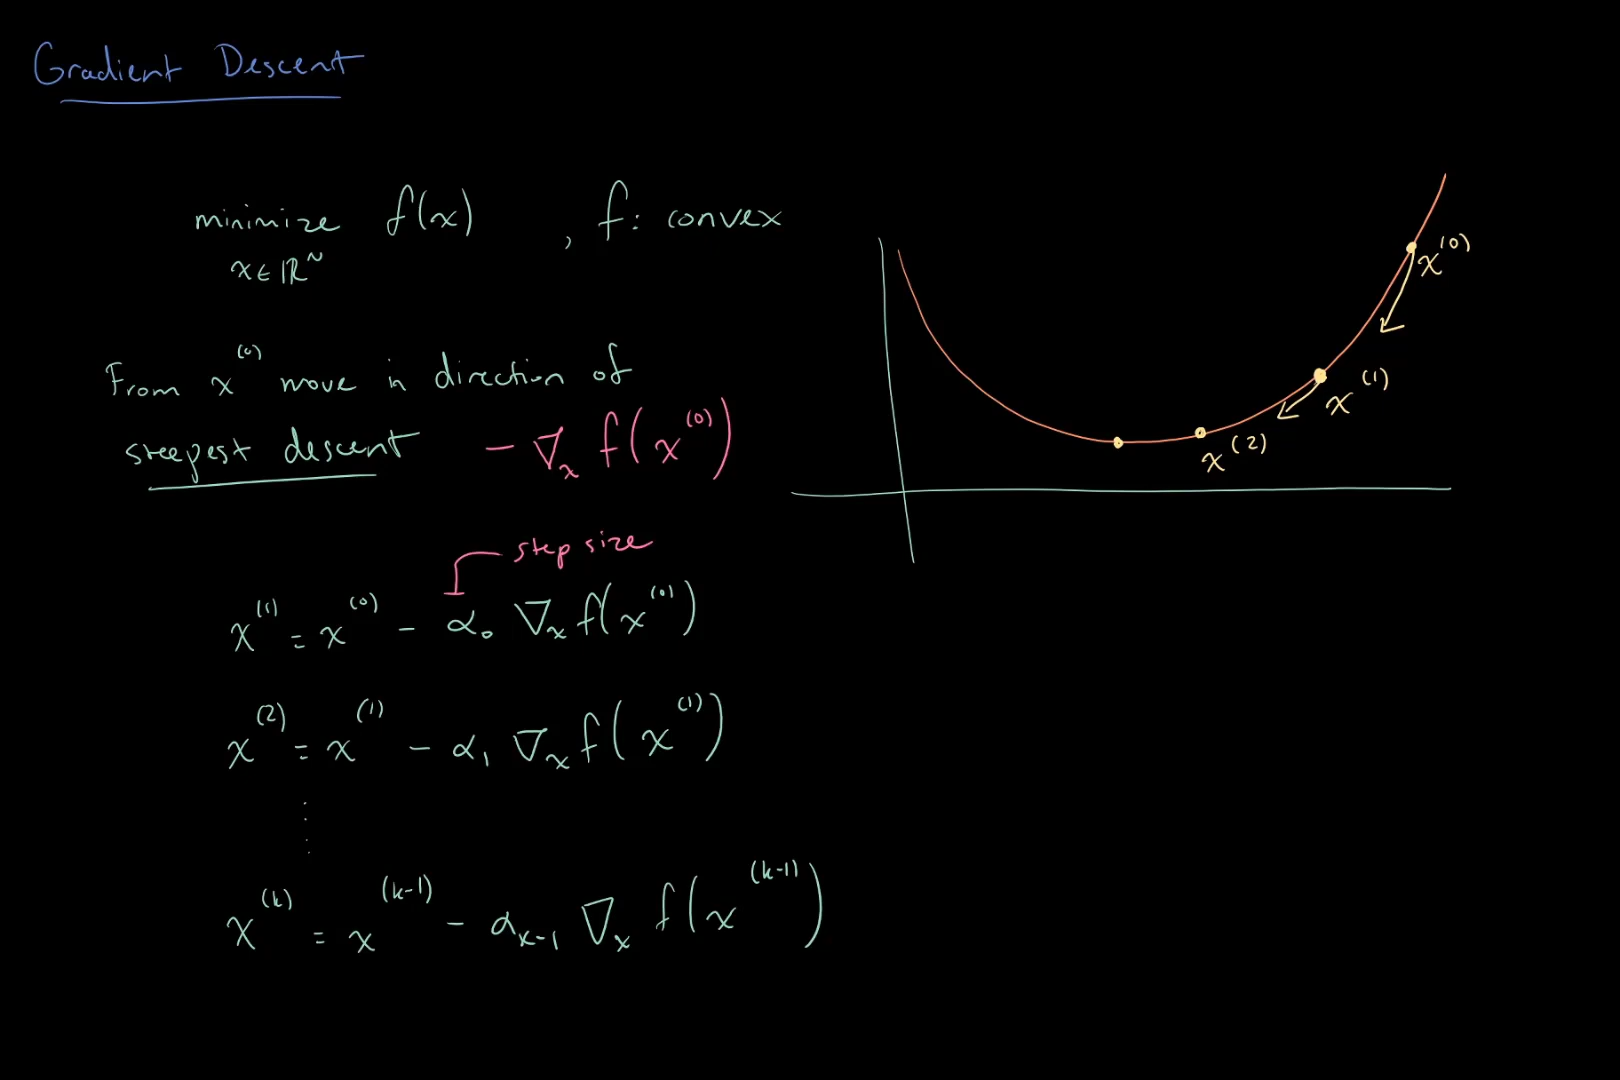 Gradient Descent
minimize f(x) , f: convex
x∈ℝᴺ
From x⁽⁰⁾ move in direction of
steepest descent − ∇ₓ f(x⁽⁰⁾)
step size
x⁽¹⁾ = x⁽⁰⁾ − α₀ ∇ₓ f(x⁽⁰⁾)
x⁽²⁾ = x⁽¹⁾ − α₁ ∇ₓ f(x⁽¹⁾)
⋮
x⁽ᵏ⁾ = x⁽ᵏ⁻¹⁾ − αₖ₋₁ ∇ₓ f(x⁽ᵏ⁻¹⁾)
x⁽⁰⁾
x⁽¹⁾
x⁽²⁾